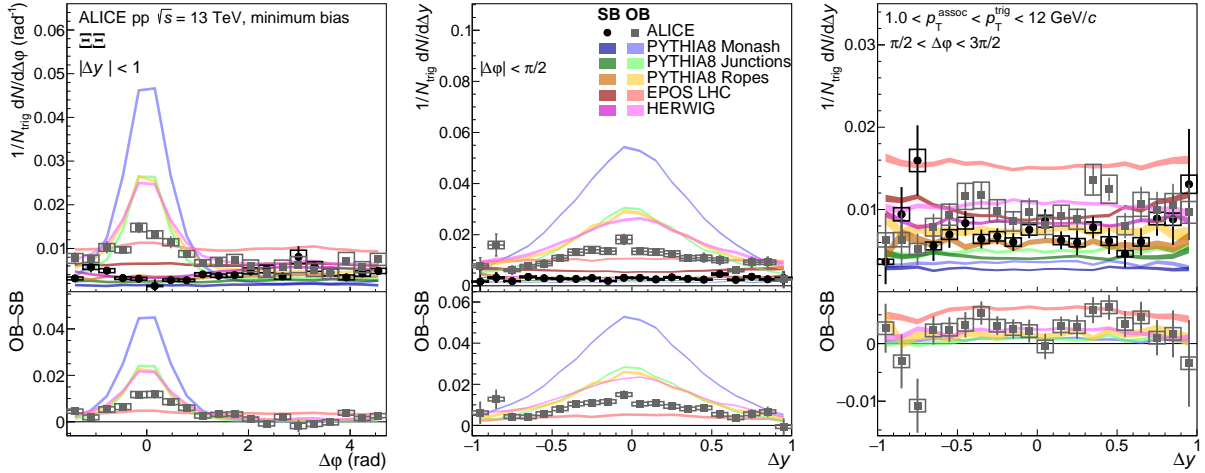 ALICE pp √s = 13 TeV, minimum bias
ΞΞ
|Δy| < 1
1/N_trig dN/dΔφ (rad⁻¹)
0.06
0.05
0.04
0.03
0.02
0.01
0
OB−SB
0.04
0.02
0
0 2 4
Δφ (rad)
|Δφ| < π/2
SB OB
ALICE
PYTHIA8 Monash
PYTHIA8 Junctions
PYTHIA8 Ropes
EPOS LHC
HERWIG
1/N_trig dN/dΔy
0.1
0.08
0.06
0.04
0.02
0
OB−SB
0.06
0.04
0.02
0
−1 −0.5 0 0.5 1
Δy
1.0 < p_T^assoc < p_T^trig < 12 GeV/c
π/2 < Δφ < 3π/2
1/N_trig dN/dΔy
0.03
0.02
0.01
0
OB−SB
0
−0.01
−1 −0.5 0 0.5 1
Δy